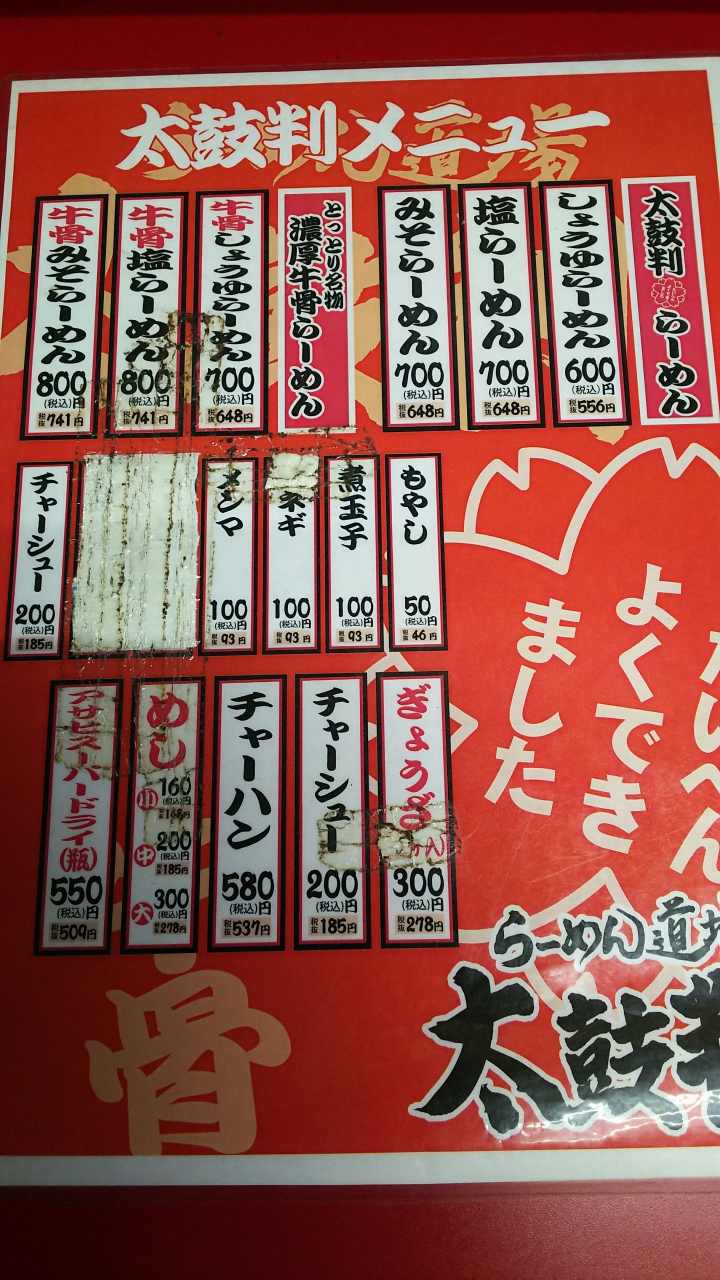 太鼓判メニュー
太鼓判
らーめん
しょうゆらーめん
600円
(税込)
税抜556円
塩らーめん
700円
(税込)
税抜648円
みそらーめん
700円
(税込)
税抜648円
とっとり名物
濃厚牛骨らーめん
牛骨しょうゆらーめん
700円
(税込)
税抜648円
牛骨塩らーめん
800円
(税込)
税抜741円
牛骨みそらーめん
800円
(税込)
税抜741円
もやし
50円
(税込)
税抜46円
煮玉子
100円
(税込)
税抜93円
ネギ
100円
(税込)
税抜93円
メンマ
100円
(税込)
税抜93円
チャーシュー
200円
(税込)
税抜185円
ぎょうざ
300円
(税込)
税抜278円
チャーシュー
200円
(税込)
税抜185円
チャーハン
580円
(税込)
税抜537円
めし
小 160円
税抜148円
中 200円
税抜185円
大 300円
税抜278円
アサヒスーパードライ(瓶)
550円
(税込)
税抜509円
たいへん
よくでき
ました
らーめん道場
太鼓判
骨